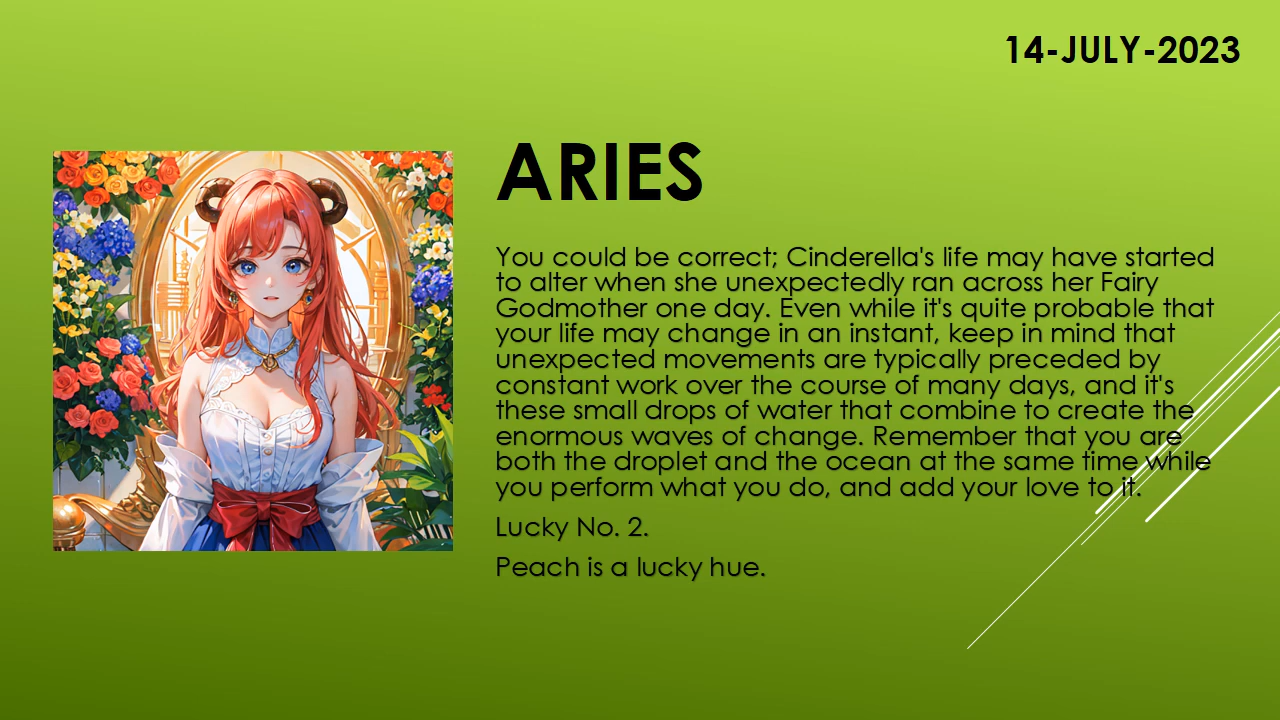 14-JULY-2023
ARIES
You could be correct; Cinderella's life may have started
to alter when she unexpectedly ran across her Fairy
Godmother one day. Even while it's quite probable that
your life may change in an instant, keep in mind that
unexpected movements are typically preceded by
constant work over the course of many days, and it's
these small drops of water that combine to create the
enormous waves of change. Remember that you are
both the droplet and the ocean at the same time while
you perform what you do, and add your love to it.
Lucky No. 2.
Peach is a lucky hue.